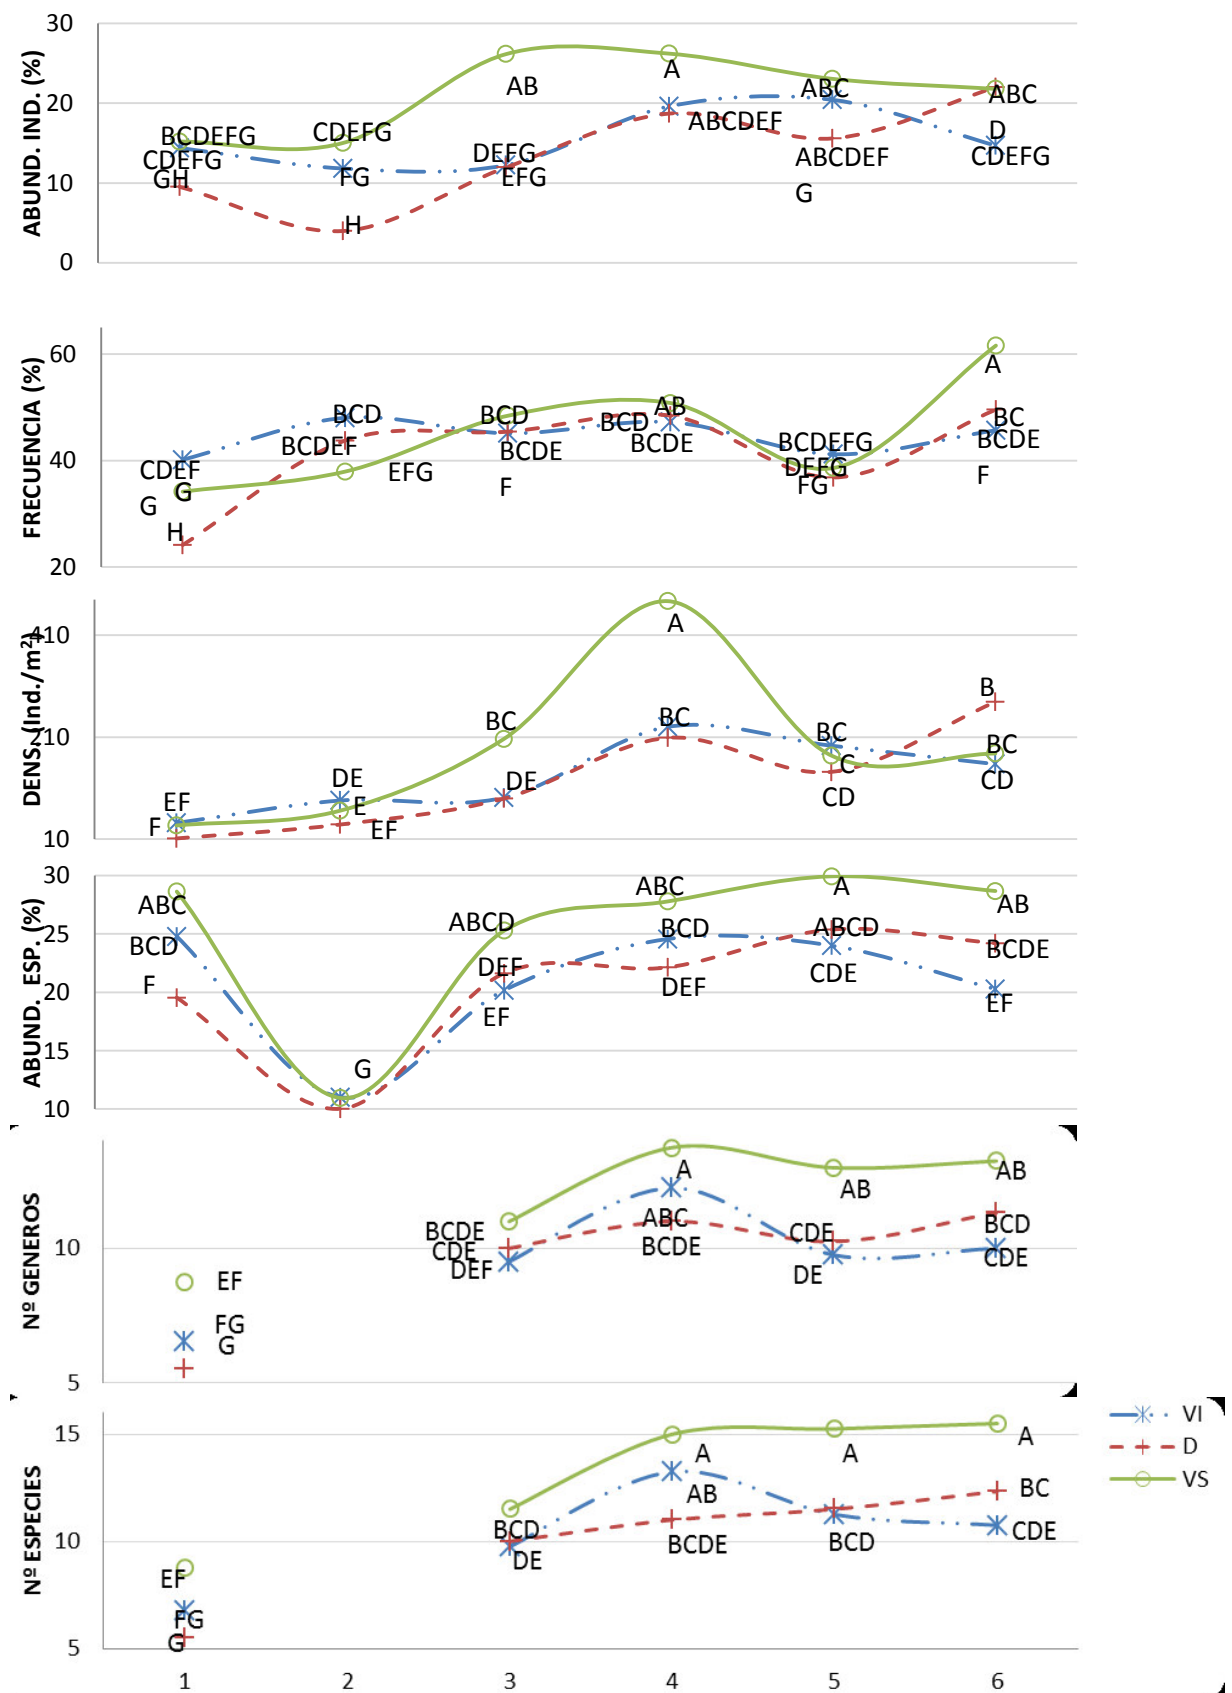 30
20
10
0
ABUND. IND. (%)
BCDEFG
CDEFG
GH
CDEFG
FG
H
AB
DEFG
EFG
A
ABCDEF
ABC
ABCDEF
G
ABC
D
CDEFG
60
40
20
FRECUENCIA (%)
CDEF
G
G
H
BCD
BCDEF
EFG
BCD
BCDE
F
AB
BCD
BCDE
BCDEFG
DEFG
FG
A
BC
BCDE
F
410
210
10
DENS. (Ind./m²)
EF
F
DE
E
EF
BC
DE
A
BC
BC
C
CD
B
BC
CD
30
25
20
15
10
ABUND. ESP. (%)
ABC
BCD
F
G
ABCD
DEF
EF
ABC
BCD
DEF
A
ABCD
CDE
AB
BCDE
EF
10
5
Nº GENEROS
EF
FG
G
BCDE
CDE
DEF
A
ABC
BCDE
AB
CDE
DE
AB
BCD
CDE
15
10
5
Nº ESPECIES
EF
FG
G
BCD
DE
A
AB
BCDE
A
BCD
A
BC
CDE
1 2 3 4 5 6
VI
D
VS